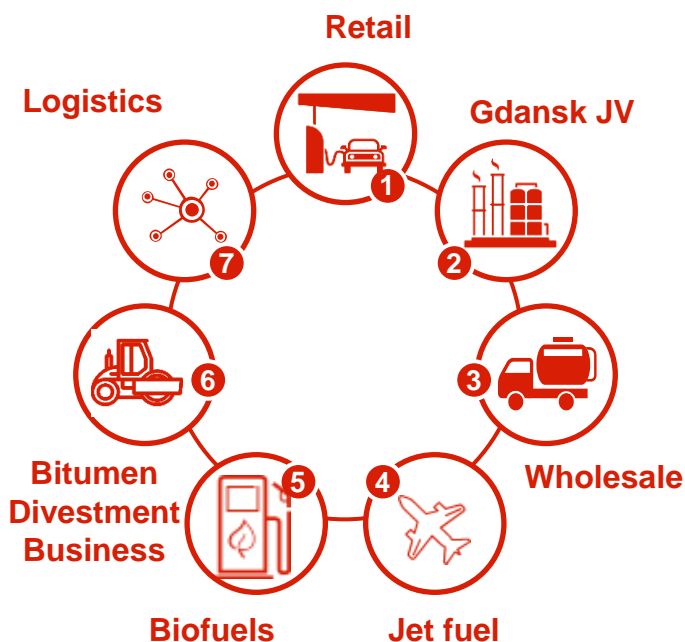 Retail
1
Gdansk JV
2
3
Wholesale
4
Jet fuel
5
Biofuels
6
Bitumen
Divestment
Business
7
Logistics